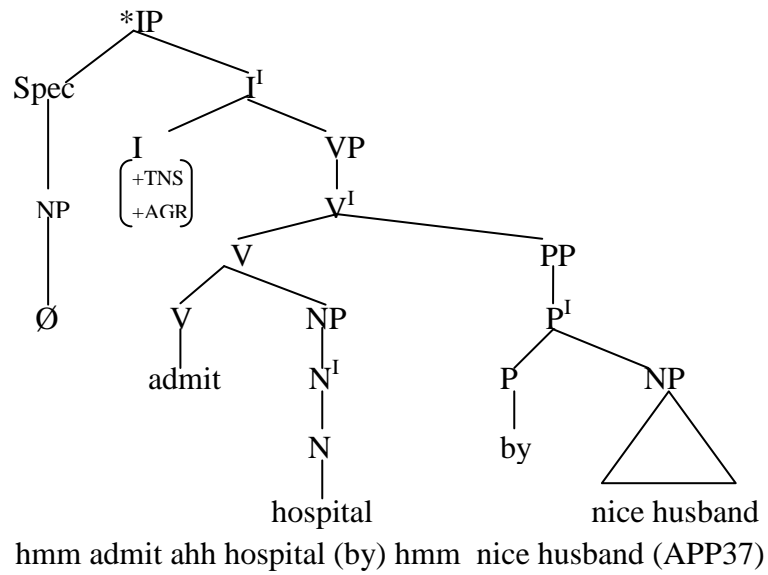 *IP
Spec I^I
I VP
+TNS
+AGR
NP V^I
V PP
Ø V NP P^I
admit N^I P NP
N by
hospital nice husband
hmm admit ahh hospital (by) hmm nice husband (APP37)